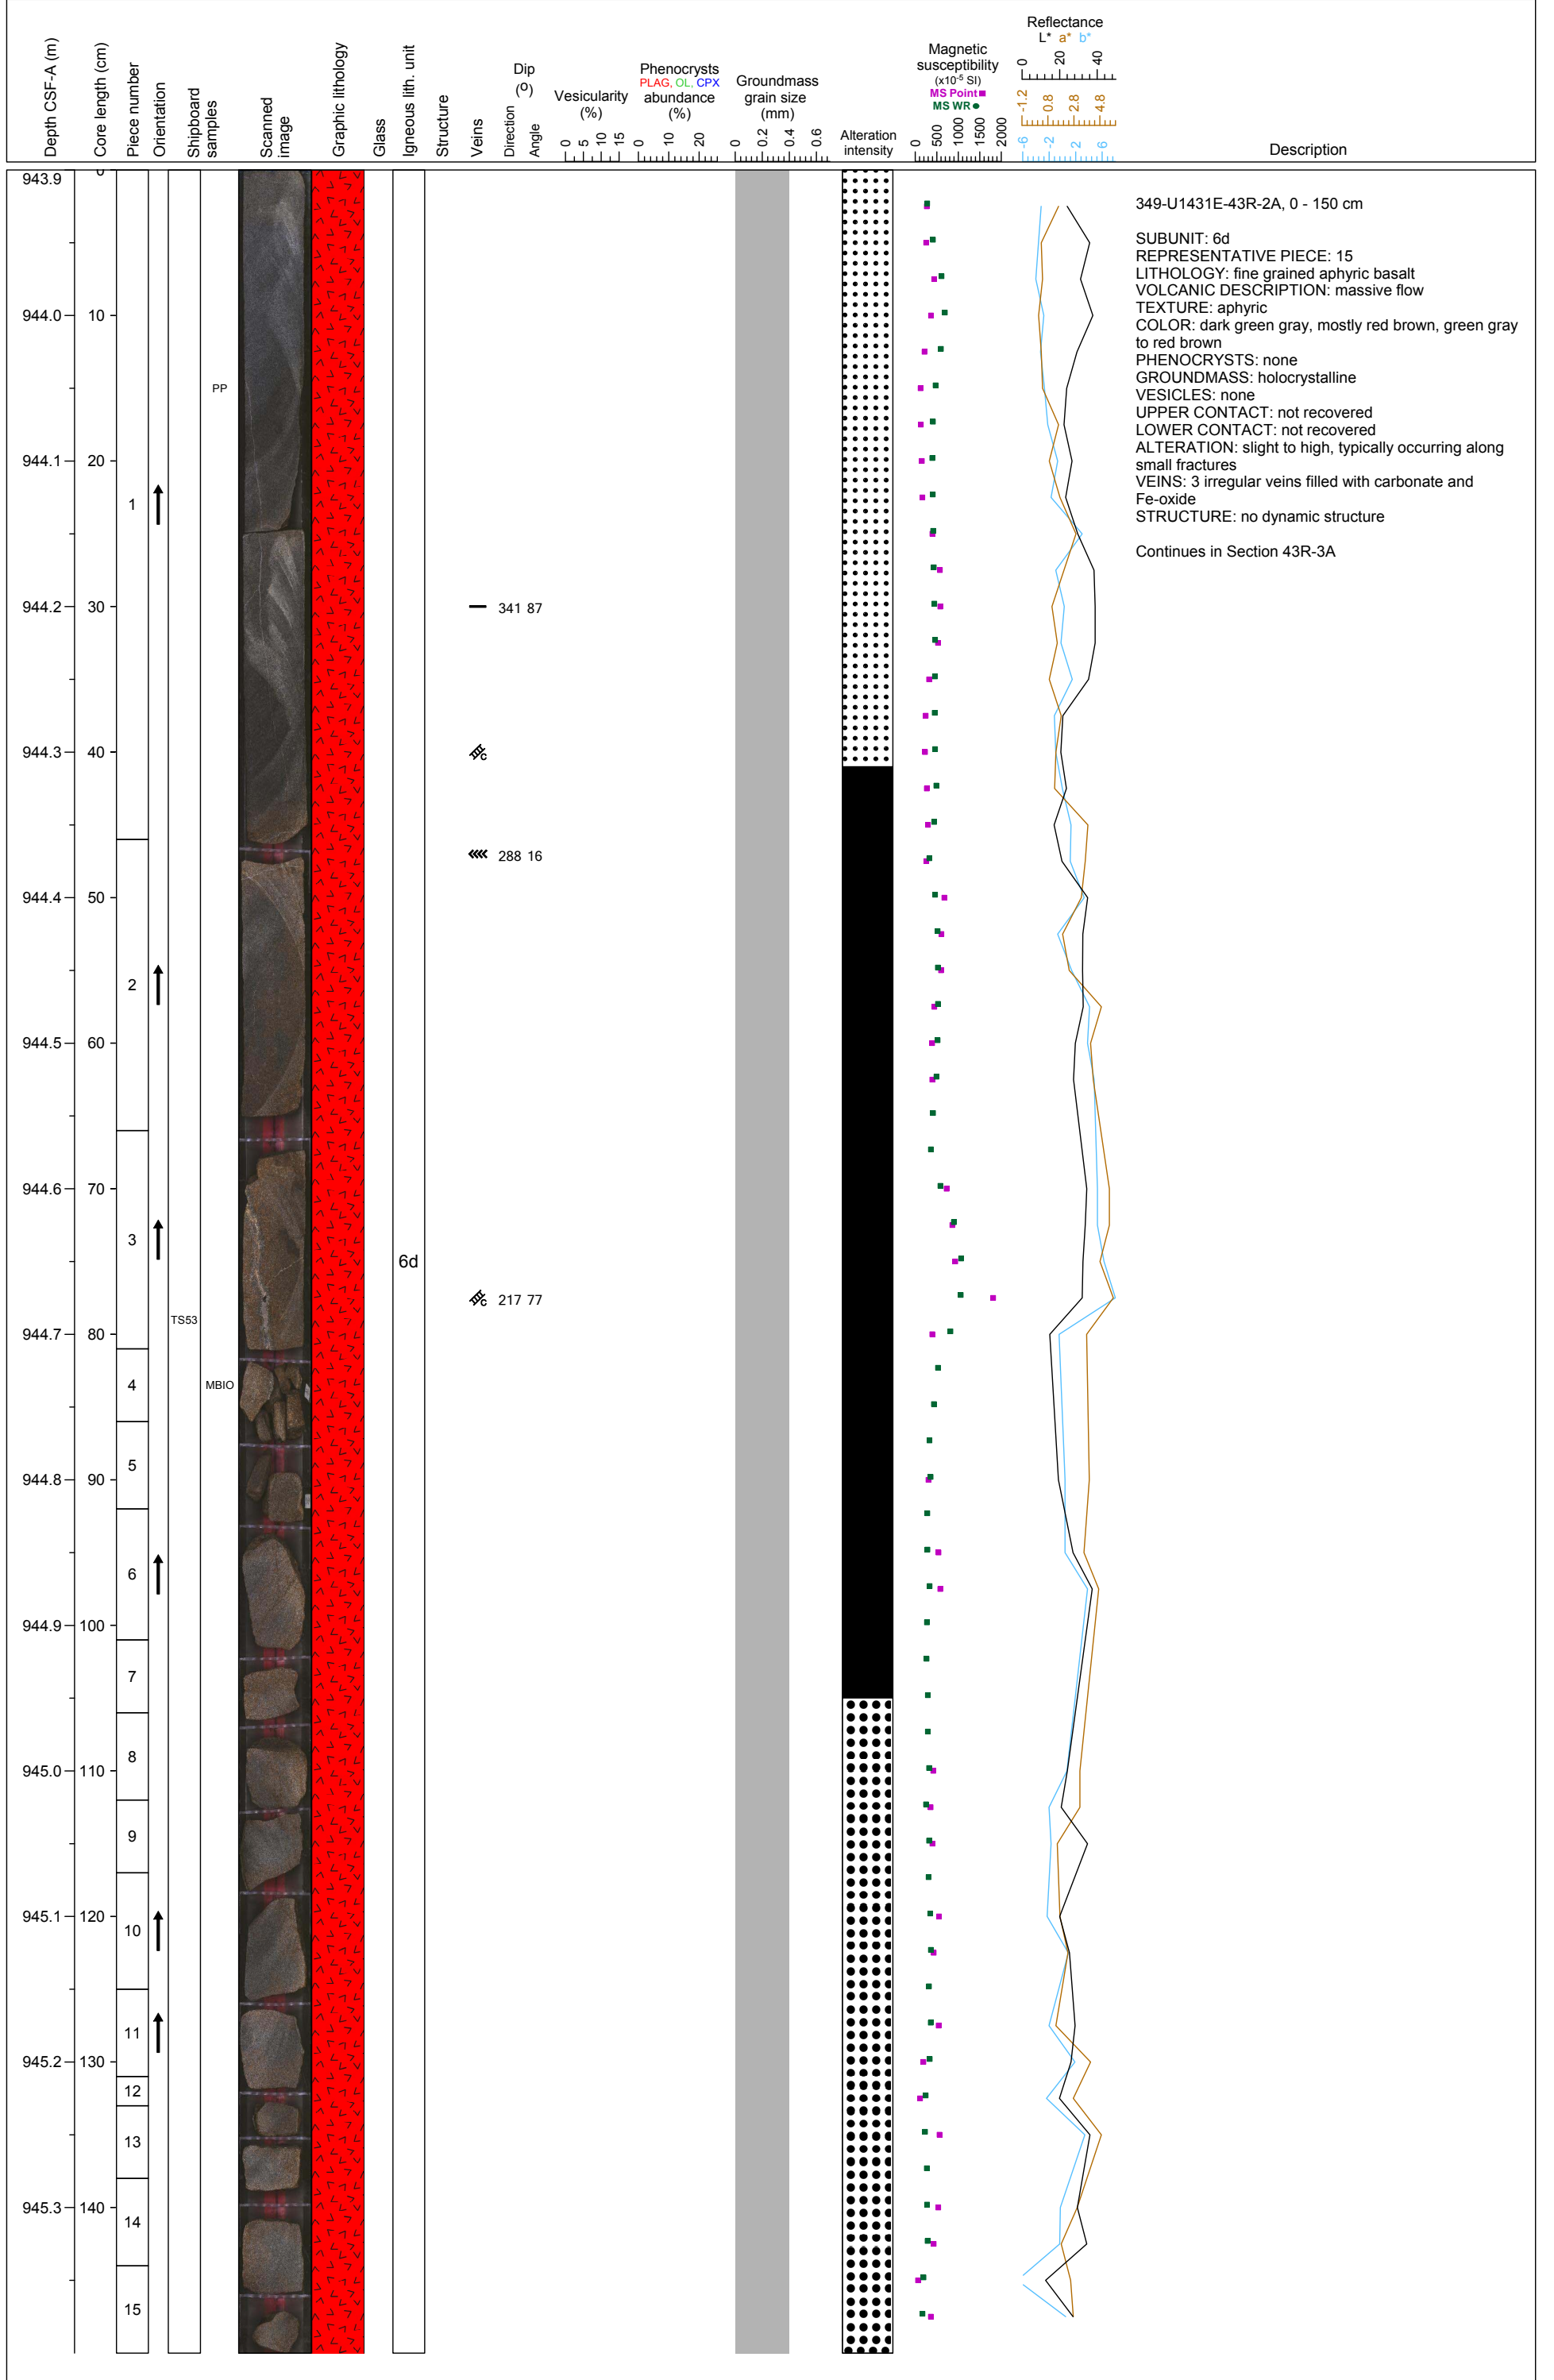 Depth CSF-A (m)
Core length (cm)
Piece number
Orientation
Shipboard
samples
Scanned
image
Graphic lithology
Glass
Igneous lith. unit
Structure
Veins
Dip
(o)
Direction
Angle
Vesicularity
(%)
0 5 10 15
Phenocrysts
PLAG, OL, CPX
abundance
(%)
0 10 20
Groundmass
grain size
(mm)
0 0.2 0.4 0.6
Alteration
intensity
Magnetic
susceptibility
(x10-5 SI)
MS Point
MS WR
0 500 1000 1500 2000
Reflectance
L* a* b*
0 20 40
-1.2 0.8 2.8 4.8
-6 -2 2 6
Description
943.9 0
944.0 10
944.1 20
944.2 30
944.3 40
944.4 50
944.5 60
944.6 70
944.7 80
944.8 90
944.9 100
945.0 110
945.1 120
945.2 130
945.3 140
1
2
3
4
5
6
7
8
9
10
11
12
13
14
15
PP
TS53
MBIO
6d
341 87
c
288 16
c 217 77
349-U1431E-43R-2A, 0 - 150 cm
SUBUNIT: 6d
REPRESENTATIVE PIECE: 15
LITHOLOGY: fine grained aphyric basalt
VOLCANIC DESCRIPTION: massive flow
TEXTURE: aphyric
COLOR: dark green gray, mostly red brown, green gray
to red brown
PHENOCRYSTS: none
GROUNDMASS: holocrystalline
VESICLES: none
UPPER CONTACT: not recovered
LOWER CONTACT: not recovered
ALTERATION: slight to high, typically occurring along
small fractures
VEINS: 3 irregular veins filled with carbonate and
Fe-oxide
STRUCTURE: no dynamic structure
Continues in Section 43R-3A